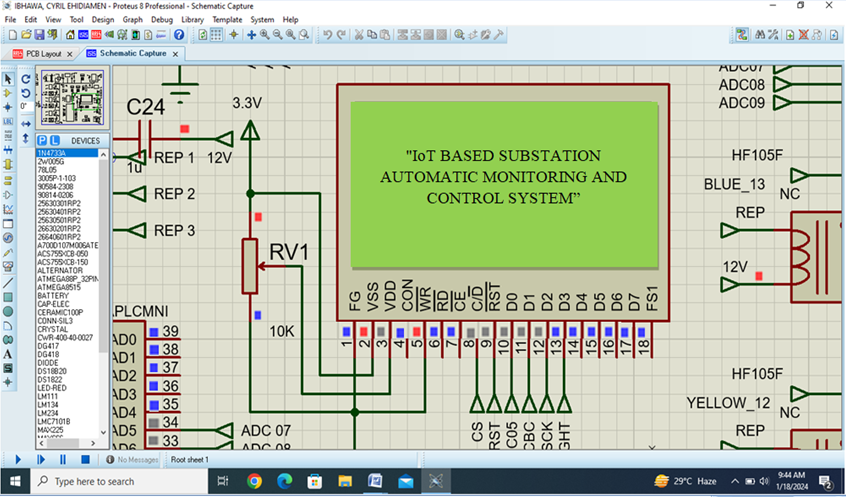 IBHAWA, CYRIL EHIDIAMEN - Proteus 8 Professional - Schematic Capture
File Edit View Tool Design Graph Debug Library Template System Help
PCB Layout
Schematic Capture
DEVICES
1N4733A
2W005G
78L05
3005P-1-103
90584-2308
90814-0206
25630301RP2
25630401RP2
25630501RP2
26630201RP2
26640601RP2
A700D107M006ATE
ACS755XCB-050
ACS755XCB-150
ALTERNATOR
ATMEGA88P_32PIN
ATMEGA8515
BATTERY
CAP-ELEC
CERAMIC100P
CONN-SIL3
CRYSTAL
CWR-400-40-0027
DG417
DG418
DIODE
DS18B20
DS1822
LED-RED
LM111
LM134
LM234
LMC7101B
MAX225
C24
1u
12V
REP 1
REP 2
REP 3
3.3V
RV1
10K
"IoT BASED SUBSTATION
AUTOMATIC MONITORING AND
CONTROL SYSTEM”
FG VSS VDD CON WR RD CE C/D RST D0 D1 D2 D3 D4 D5 D6 D7 FS1
1 2 3 4 5 6 7 8 9 10 11 12 13 14 15 16 17 18
CS RST C05 CBC SCK GHT
ADC07
ADC08
ADC09
HF105F
BLUE_13
NC
REP
12V
HF105F
YELLOW_12
NC
REP
PLCMNI
AD0 39
AD1 38
AD2 37
AD3 36
AD4 35
AD5 34
AD6 33
ADC 07
ADC 08
No Messages
Root sheet 1
Type here to search
29°C Haze
9:44 AM
1/18/2024